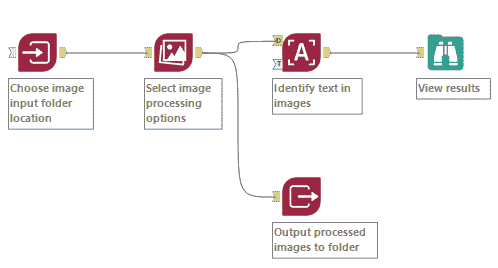 Choose image
input folder
location
Select image
processing
options
D
A
T
Identify text in
images
View results
Output processed
images to folder